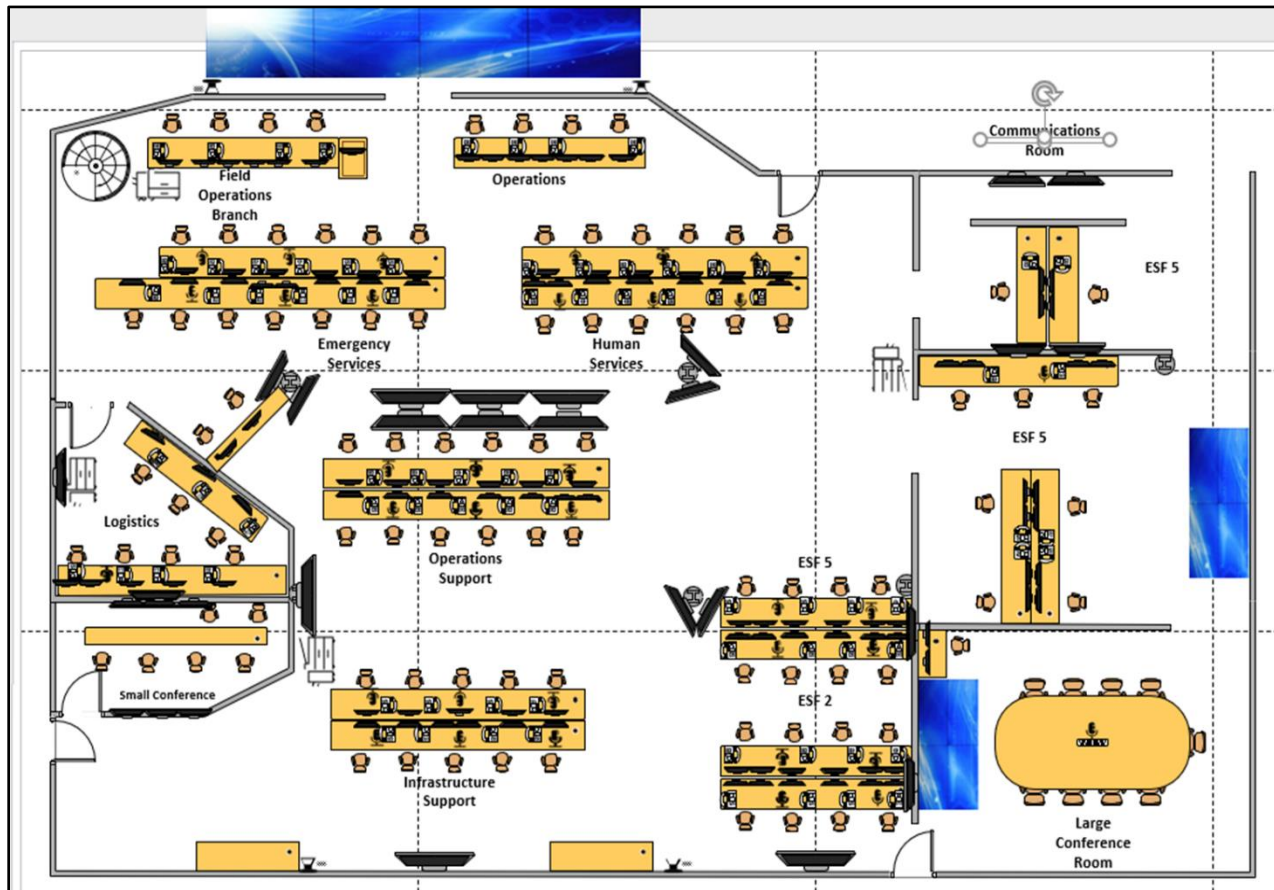 Communications
Room
Field
Operations
Branch
Operations
ESF 5
Emergency
Services
Human
Services
ESF 5
Logistics
Operations
Support
ESF 5
Small Conference
ESF 2
Infrastructure
Support
Large
Conference
Room